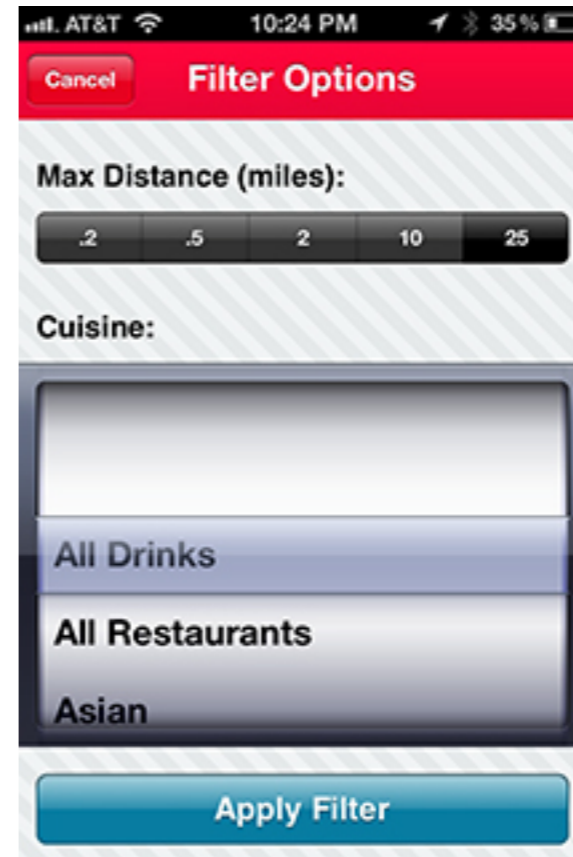 AT&T 10:24 PM 35%
Cancel Filter Options
Max Distance (miles):
.2 .5 2 10 25
Cuisine:
All Drinks
All Restaurants
Asian
Apply Filter